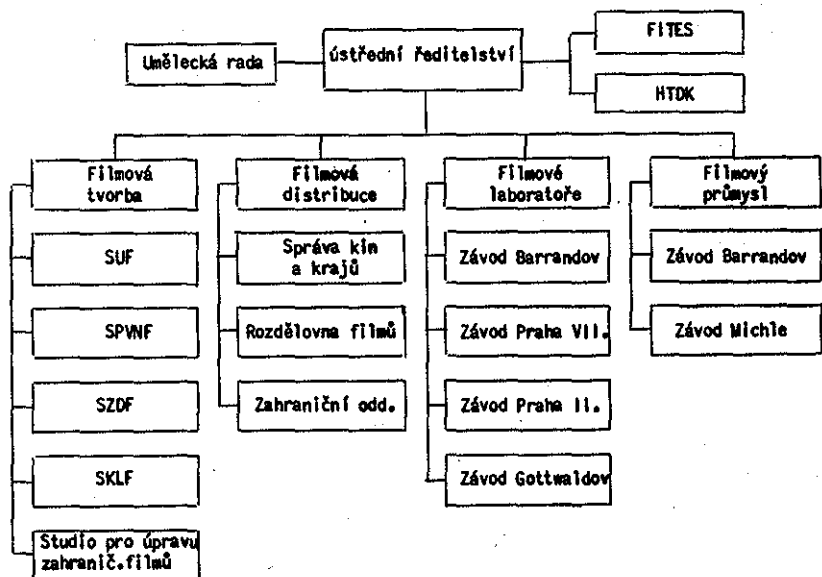 FITES
Umělecká rada
ústřední ředitelství
HTDK
Filmová
tvorba
Filmová
distribuce
Filmové
laboratoře
Filmový
průmysl
SUF
Správa kin
a krajů
Závod Barrandov
Závod Barrandov
SPVNF
Rozdělovna filmů
Závod Praha VII.
Závod Michle
SZDF
Zahraniční odd.
Závod Praha II.
SKLF
Závod Gottwaldov
Studio pro úpravu
zahranič.filmů